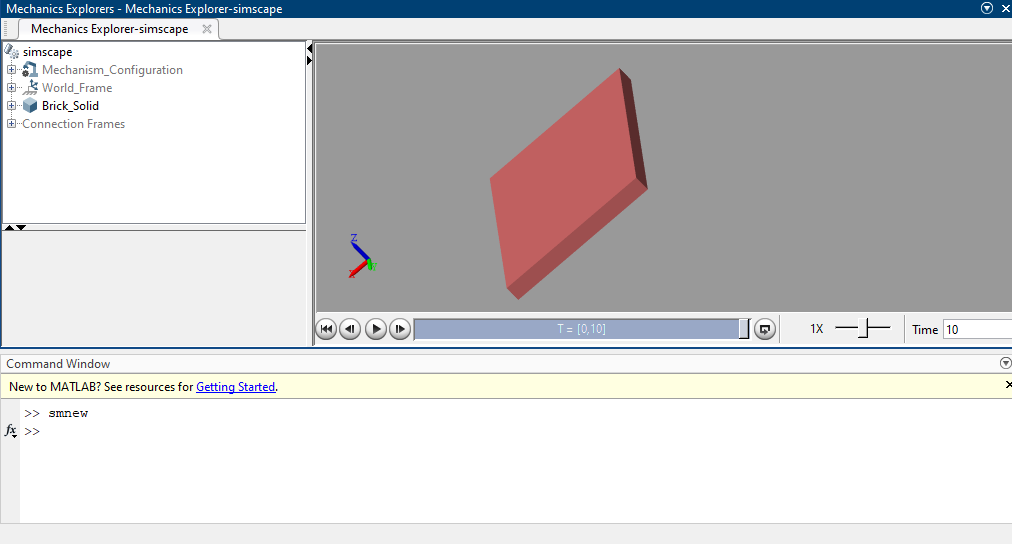 Mechanics Explorers - Mechanics Explorer-simscape
Mechanics Explorer-simscape
simscape
Mechanism_Configuration
World_Frame
Brick_Solid
Connection Frames
Z
X
T = [0,10]
1X
Time 10
Command Window
New to MATLAB? See resources for Getting Started.
>> smnew
fx >>